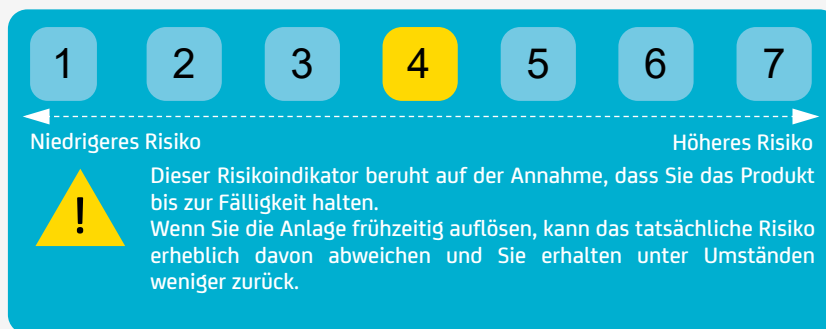 1 2 3 4 5 6 7
Niedrigeres Risiko Höheres Risiko
!
Dieser Risikoindikator beruht auf der Annahme, dass Sie das Produkt
bis zur Fälligkeit halten.
Wenn Sie die Anlage frühzeitig auflösen, kann das tatsächliche Risiko
erheblich davon abweichen und Sie erhalten unter Umständen
weniger zurück.